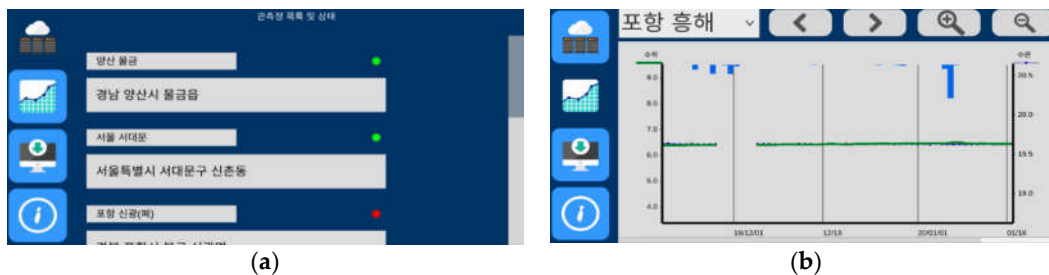 관측정 목록 및 상태
양산 물금
경남 양산시 물금읍
서울 서대문
서울특별시 서대문구 신촌동
포항 신광(폐)
(a)
포항 흥해
수위
수온
9.0
8.0
7.0
6.0
5.0
4.0
20.5
20.0
19.5
19.0
19/12/01
12/18
20/01/01
01/16
(b)